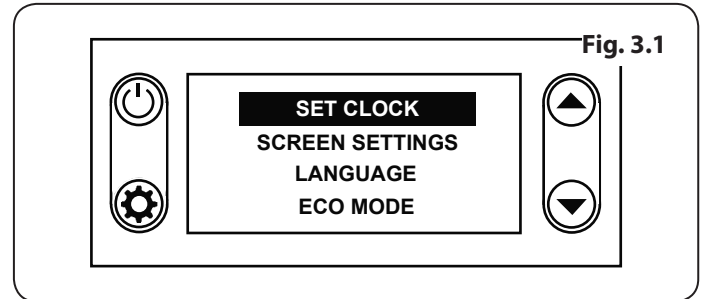 Fig. 3.1
SET CLOCK
SCREEN SETTINGS
LANGUAGE
ECO MODE